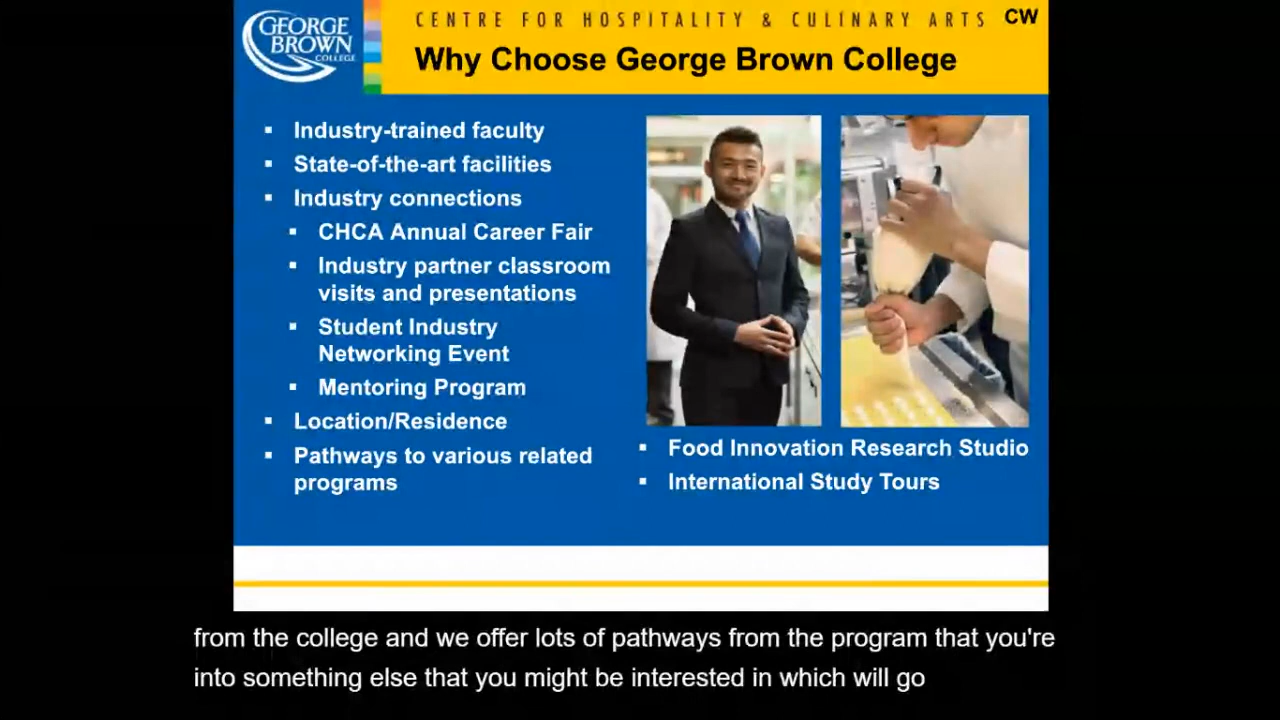 GEORGE
BROWN
COLLEGE
CENTRE FOR HOSPITALITY & CULINARY ARTS CW
Why Choose George Brown College
▪ Industry-trained faculty
▪ State-of-the-art facilities
▪ Industry connections
▪ CHCA Annual Career Fair
▪ Industry partner classroom
visits and presentations
▪ Student Industry
Networking Event
▪ Mentoring Program
▪ Location/Residence
▪ Pathways to various related
programs
▪ Food Innovation Research Studio
▪ International Study Tours
from the college and we offer lots of pathways from the program that you're
into something else that you might be interested in which will go